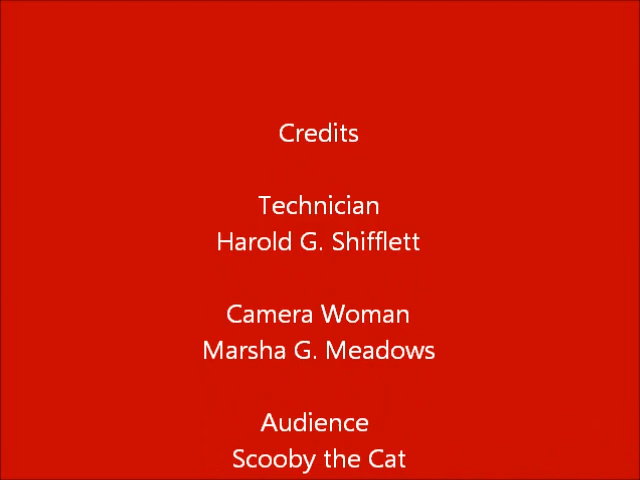 Credits
Technician
Harold G. Shifflett
Camera Woman
Marsha G. Meadows
Audience
Scooby the Cat